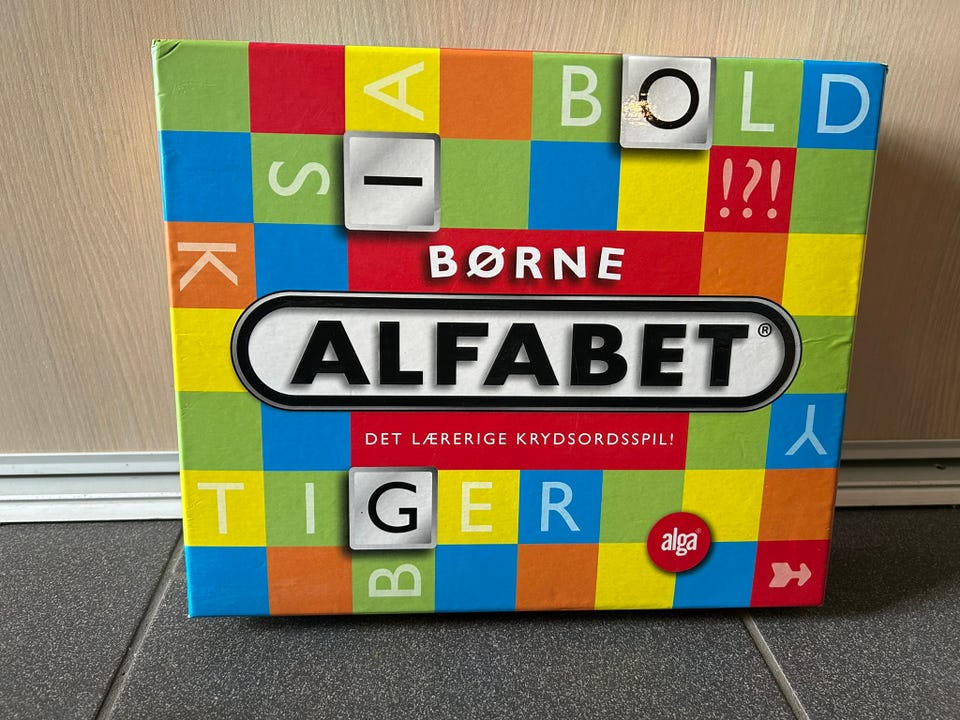 A
BOLD
S I
!?!
K
BØRNE
ALFABET®
DET LÆRERIGE KRYDSORDSSPIL!
Y
TIGER
alga
B